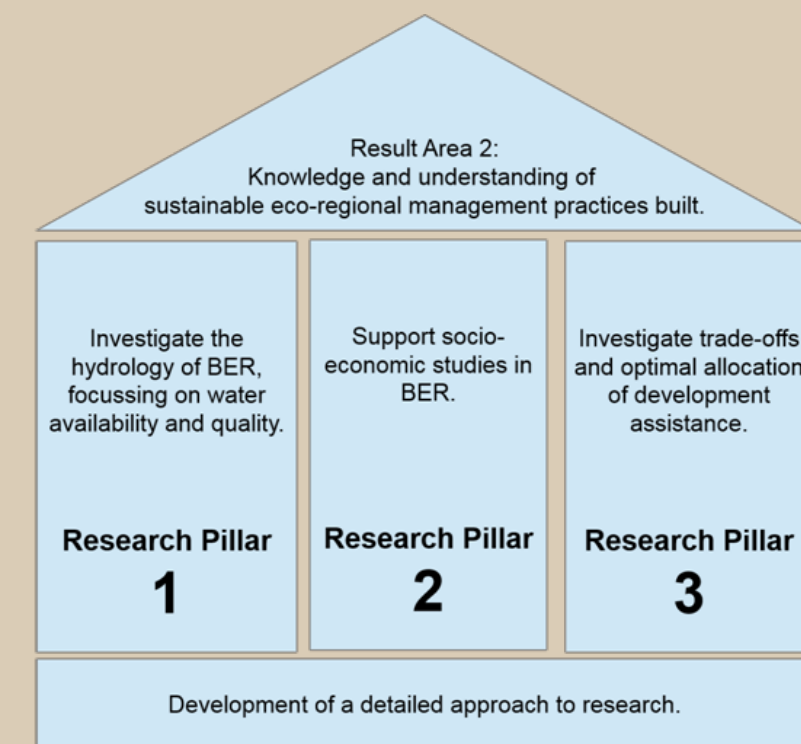 Result Area 2:
Knowledge and understanding of
sustainable eco-regional management practices built.
Investigate the
hydrology of BER,
focussing on water
availability and quality.
Research Pillar
1
Support socio-
economic studies in
BER.
Research Pillar
2
Investigate trade-offs
and optimal allocation
of development
assistance.
Research Pillar
3
Development of a detailed approach to research.